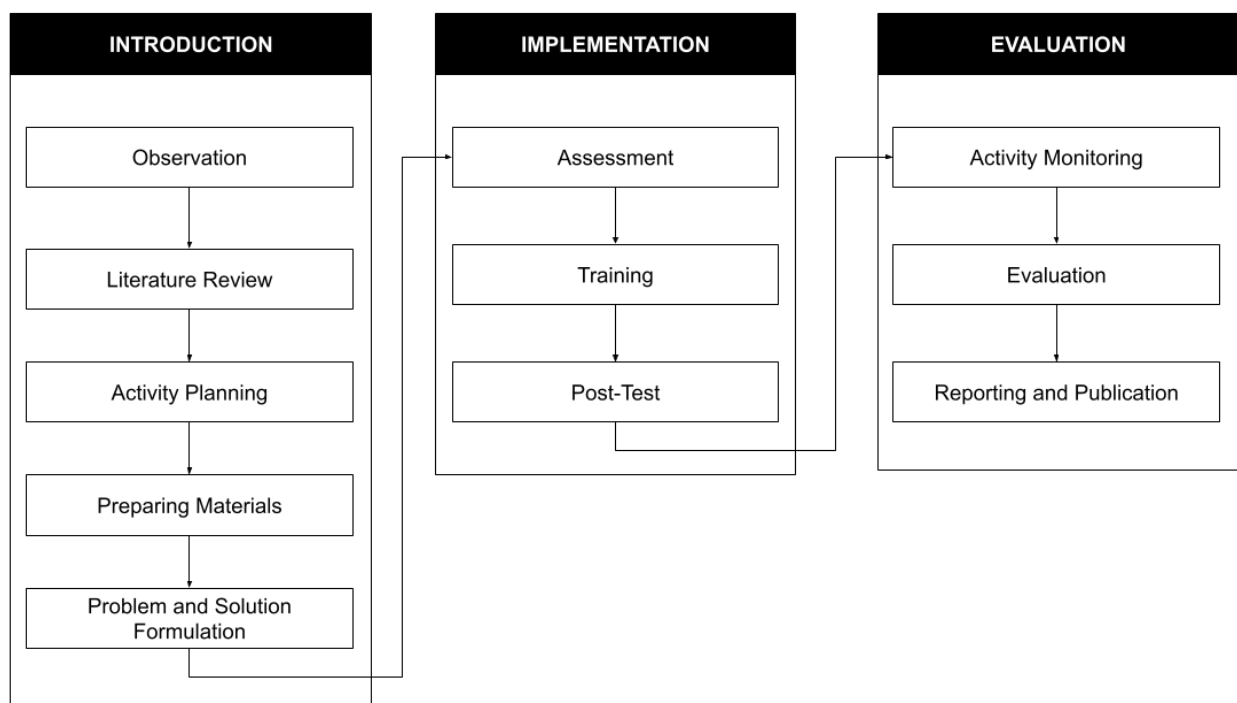 INTRODUCTION
Observation
Literature Review
Activity Planning
Preparing Materials
Problem and Solution
Formulation
IMPLEMENTATION
Assessment
Training
Post-Test
EVALUATION
Activity Monitoring
Evaluation
Reporting and Publication